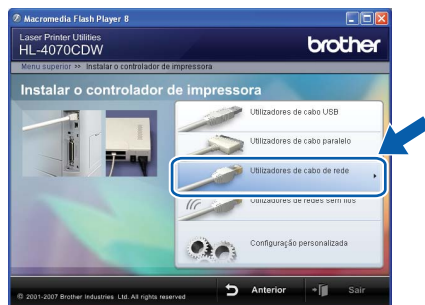 Macromedia Flash Player 8
Laser Printer Utilities
HL-4070CDW
brother
Menu superior >> Instalar o controlador de impressora
Instalar o controlador de impressora
Utilizadores de cabo USB
Utilizadores de cabo paralelo
Utilizadores de cabo de rede
Utilizadores de redes sem fios
Configuração personalizada
© 2001-2007 Brother Industries Ltd. All rights reserved
Anterior
Sair